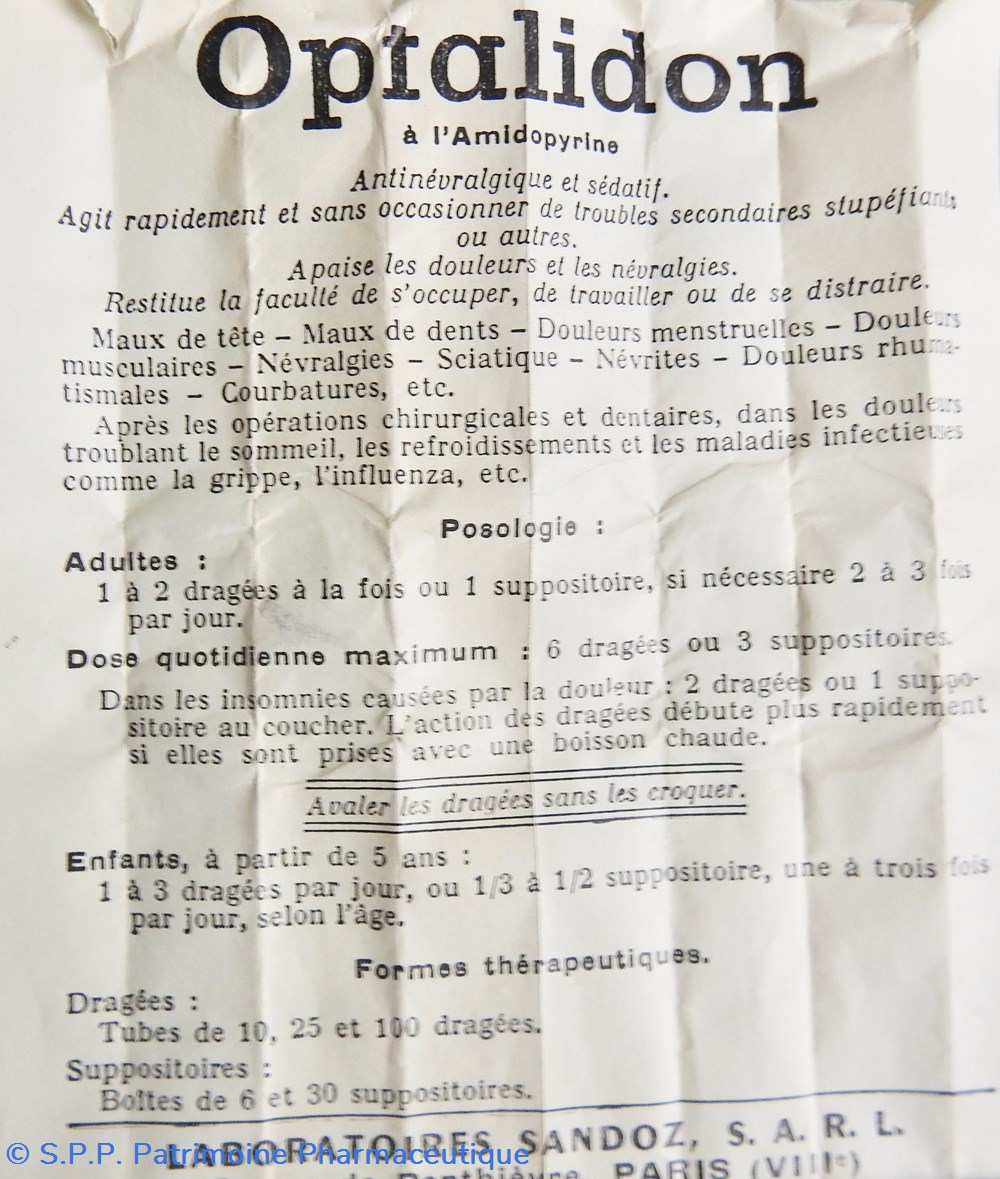 Optalidon
à l'Amidopyrine
Antinévralgique et sédatif.
Agit rapidement et sans occasionner de troubles secondaires stupéfiants
ou autres.
Apaise les douleurs et les névralgies.
Restitue la faculté de s'occuper, de travailler ou de se distraire.
Maux de tête – Maux de dents – Douleurs menstruelles – Douleurs
musculaires – Névralgies – Sciatique – Névrites – Douleurs rhuma-
tismales – Courbatures, etc.
Après les opérations chirurgicales et dentaires, dans les douleurs
troublant le sommeil, les refroidissements et les maladies infectieuses
comme la grippe, l'influenza, etc.
Posologie :
Adultes :
1 à 2 dragées à la fois ou 1 suppositoire, si nécessaire 2 à 3 fois
par jour.
Dose quotidienne maximum : 6 dragées ou 3 suppositoires.
Dans les insomnies causées par la douleur : 2 dragées ou 1 suppo-
sitoire au coucher. L'action des dragées débute plus rapidement
si elles sont prises avec une boisson chaude.
Avaler les dragées sans les croquer.
Enfants, à partir de 5 ans :
1 à 3 dragées par jour, ou 1/3 à 1/2 suppositoire, une à trois fois
par jour, selon l'âge.
Formes thérapeutiques.
Dragées :
Tubes de 10, 25 et 100 dragées.
Suppositoires :
Boîtes de 6 et 30 suppositoires.
LABORATOIRES SANDOZ, S. A. R. L.
© S.P.P. Patrimoine Pharmaceutique
PARIS (VIIIe)